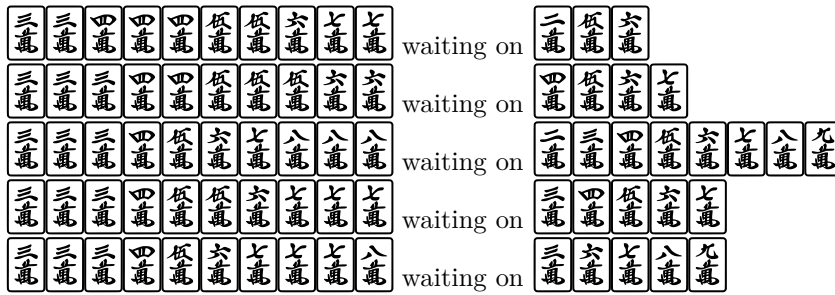 三萬 三萬 四萬 四萬 四萬 伍萬 伍萬 六萬 七萬 七萬 waiting on 二萬 伍萬 六萬
三萬 三萬 三萬 四萬 四萬 伍萬 伍萬 伍萬 六萬 六萬 waiting on 四萬 伍萬 六萬 七萬
三萬 三萬 三萬 四萬 伍萬 六萬 七萬 八萬 八萬 八萬 waiting on 二萬 三萬 四萬 伍萬 六萬 七萬 八萬 九萬
三萬 三萬 三萬 四萬 伍萬 伍萬 六萬 七萬 七萬 七萬 waiting on 三萬 四萬 伍萬 六萬 七萬
三萬 三萬 三萬 四萬 伍萬 六萬 七萬 七萬 七萬 八萬 waiting on 三萬 六萬 七萬 八萬 九萬